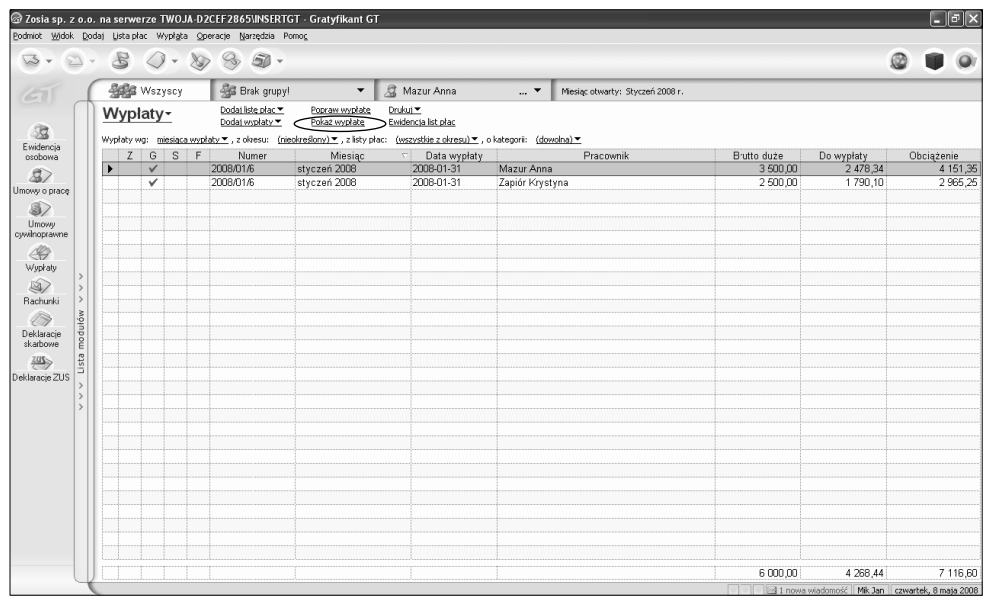 Zosia sp. z o.o. na serwerze TWOJA-D2CEF2865\INSERTGT - Gratyfikant GT
Podmiot Widok Dodaj Lista płac Wypłata Operacje Narzędzia Pomoc
GT Wszyscy Brak grupy! Mazur Anna ... Miesiąc otwarty: Styczeń 2008 r.
Wypłaty Dodaj listę płac Popraw wypłatę Drukuj
Dodaj wypłaty Pokaż wypłatę Ewidencja list płac
Wypłaty wg: miesiąca wypłaty , z okresu: (nieokreślony) , z listy płac: (wszystkie z okresu) , o kategorii: (dowolna)
Z G S F Numer Miesiąc Data wypłaty Pracownik Brutto duże Do wypłaty Obciążenie
2008/01/6 styczeń 2008 2008-01-31 Mazur Anna 3 500,00 2 478,34 4 151,35
2008/01/6 styczeń 2008 2008-01-31 Zapiór Krystyna 2 500,00 1 790,10 2 965,25
6 000,00 4 268,44 7 116,60
Ewidencja
osobowa
Umowy o pracę
Umowy
cywilnoprawne
Wypłaty
Rachunki
Deklaracje
skarbowe
ZUS
Deklaracje ZUS
Lista modułów
1 nowa wiadomość Mik Jan czwartek, 8 maja 2008